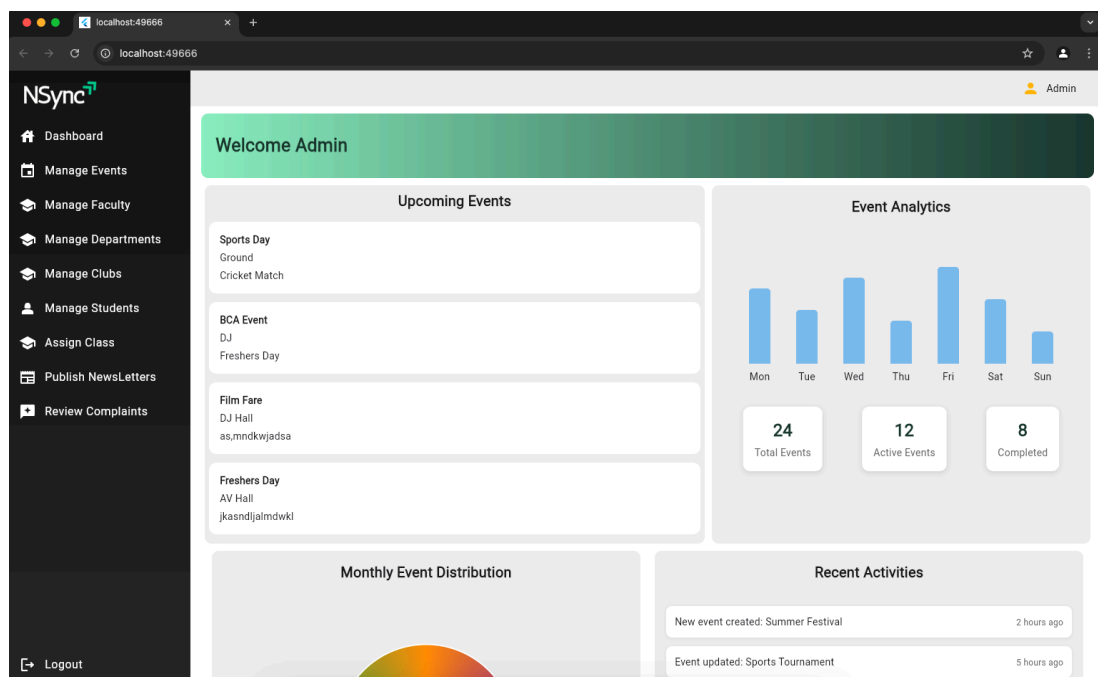 localhost:49666
localhost:49666
NSync
Admin
Dashboard
Manage Events
Manage Faculty
Manage Departments
Manage Clubs
Manage Students
Assign Class
Publish NewsLetters
Review Complaints
Logout
Welcome Admin
Upcoming Events
Sports Day
Ground
Cricket Match
BCA Event
DJ
Freshers Day
Film Fare
DJ Hall
as,mndkwjadsa
Freshers Day
AV Hall
jkasndljalmdwkl
Event Analytics
Mon Tue Wed Thu Fri Sat Sun
24 12 8
Total Events Active Events Completed
Monthly Event Distribution
Recent Activities
New event created: Summer Festival 2 hours ago
Event updated: Sports Tournament 5 hours ago